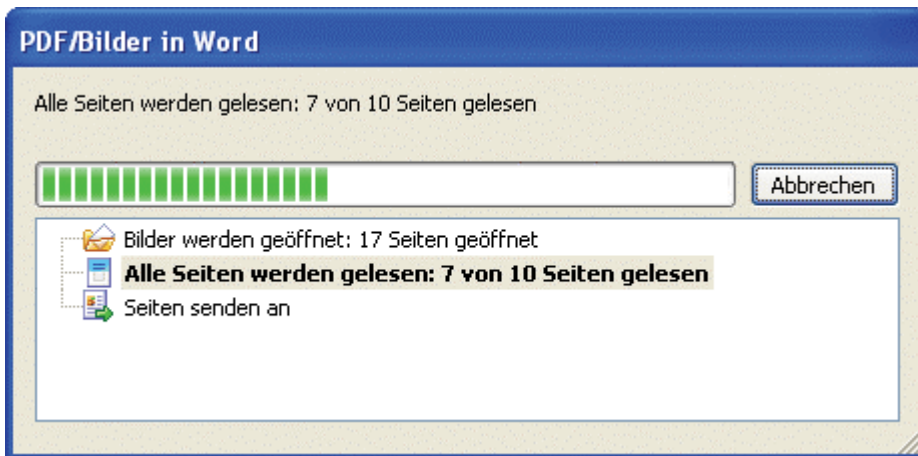 PDF/Bilder in Word
Alle Seiten werden gelesen: 7 von 10 Seiten gelesen
Abbrechen
Bilder werden geöffnet: 17 Seiten geöffnet
Alle Seiten werden gelesen: 7 von 10 Seiten gelesen
Seiten senden an